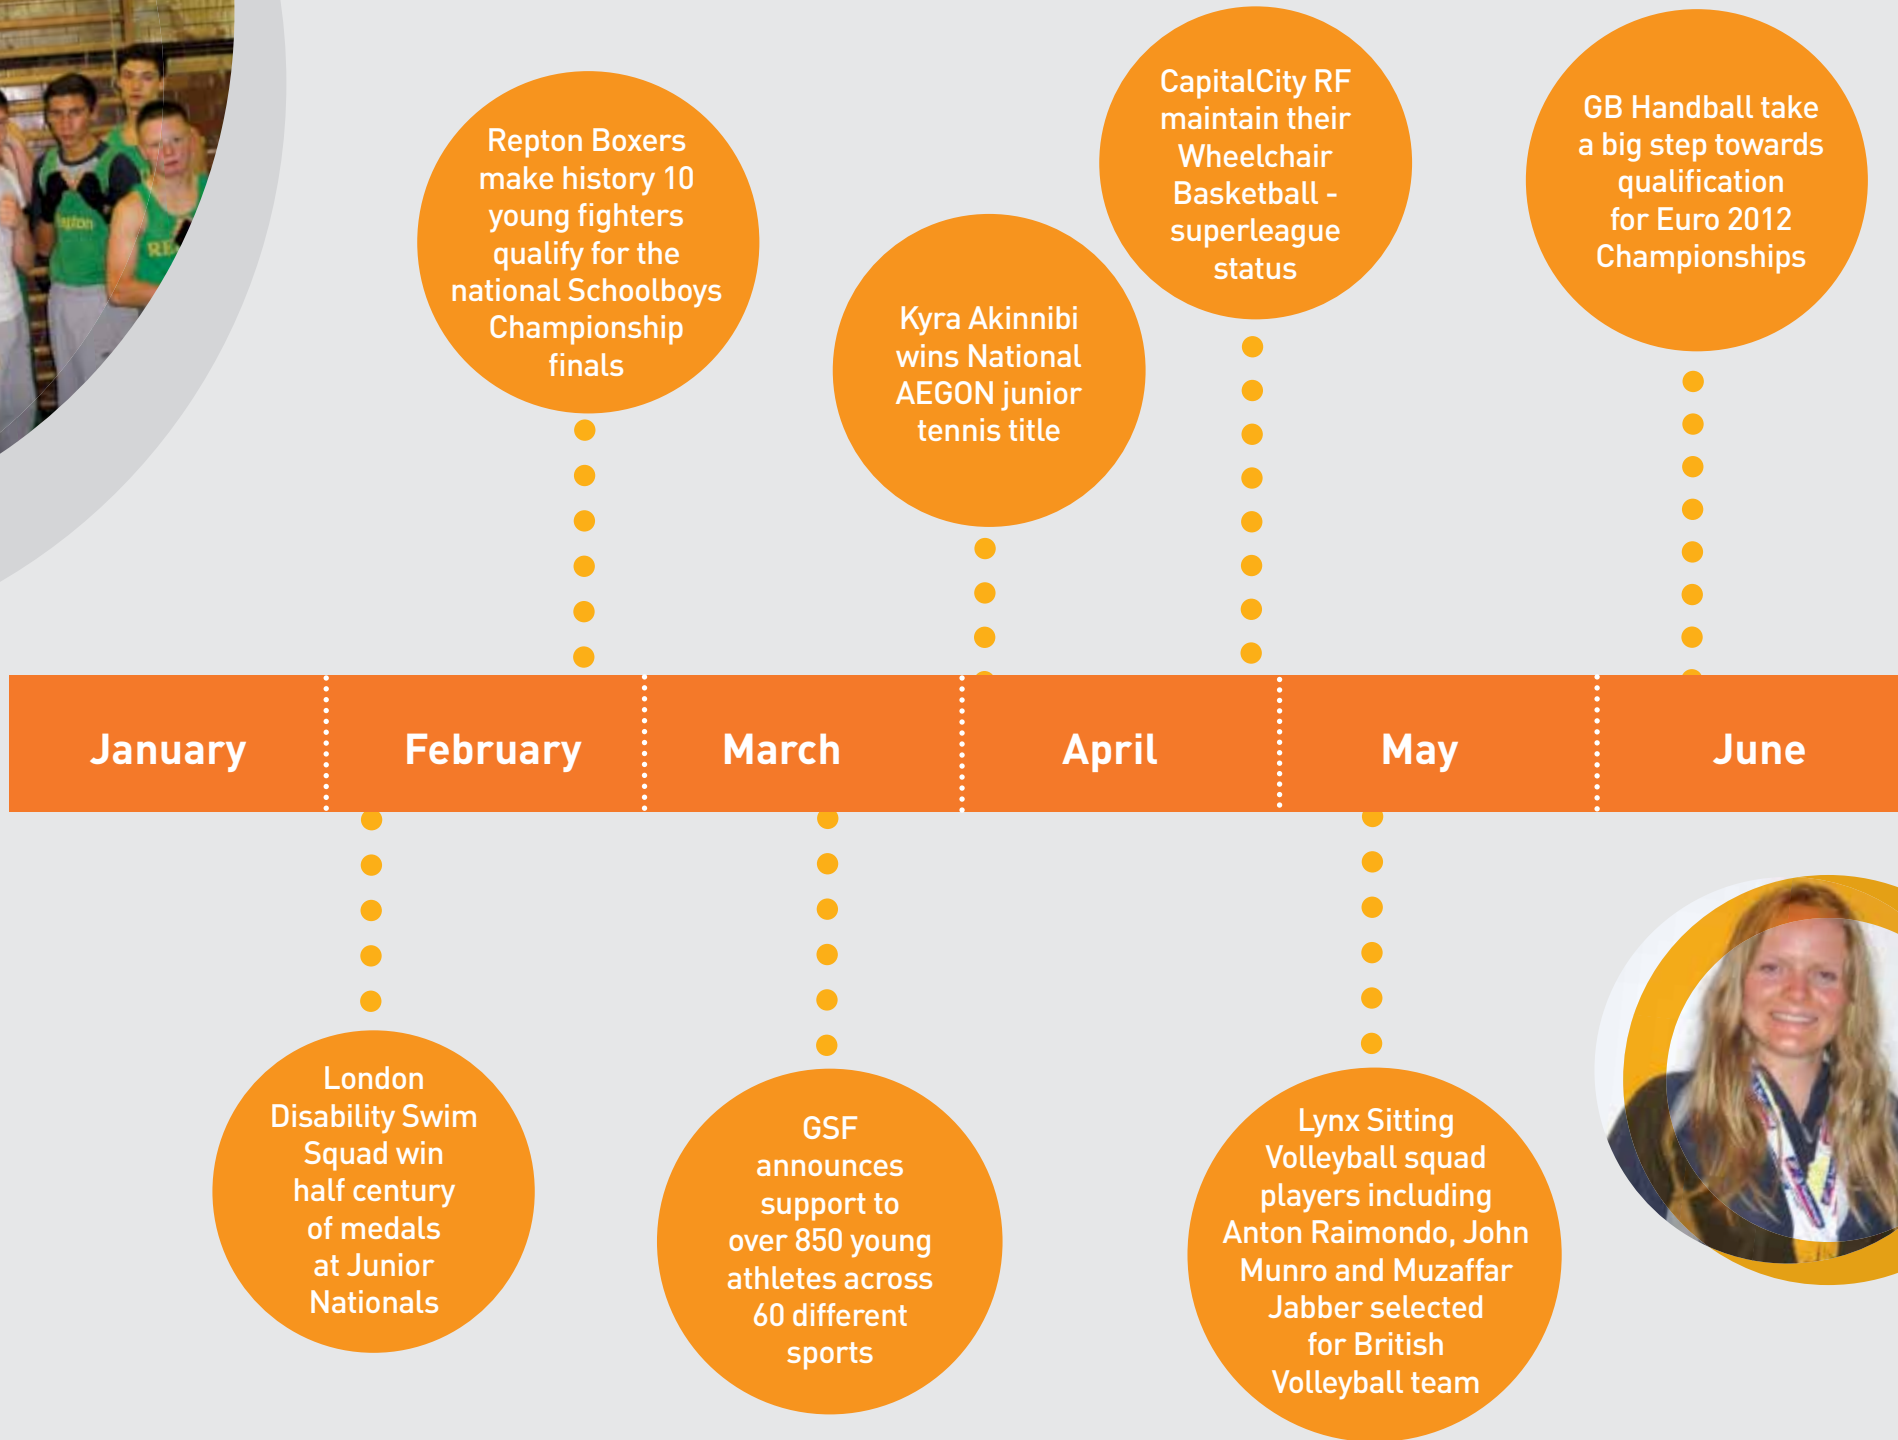 Repton Boxers
make history 10
young fighters
qualify for the
national Schoolboys
Championship
finals
Kyra Akinnibi
wins National
AEGON junior
tennis title
CapitalCity RF
maintain their
Wheelchair
Basketball -
superleague
status
GB Handball take
a big step towards
qualification
for Euro 2012
Championships
January
February
March
April
May
June
London
Disability Swim
Squad win
half century
of medals
at Junior
Nationals
GSF
announces
support to
over 850 young
athletes across
60 different
sports
Lynx Sitting
Volleyball squad
players including
Anton Raimondo, John
Munro and Muzaffar
Jabber selected
for British
Volleyball team